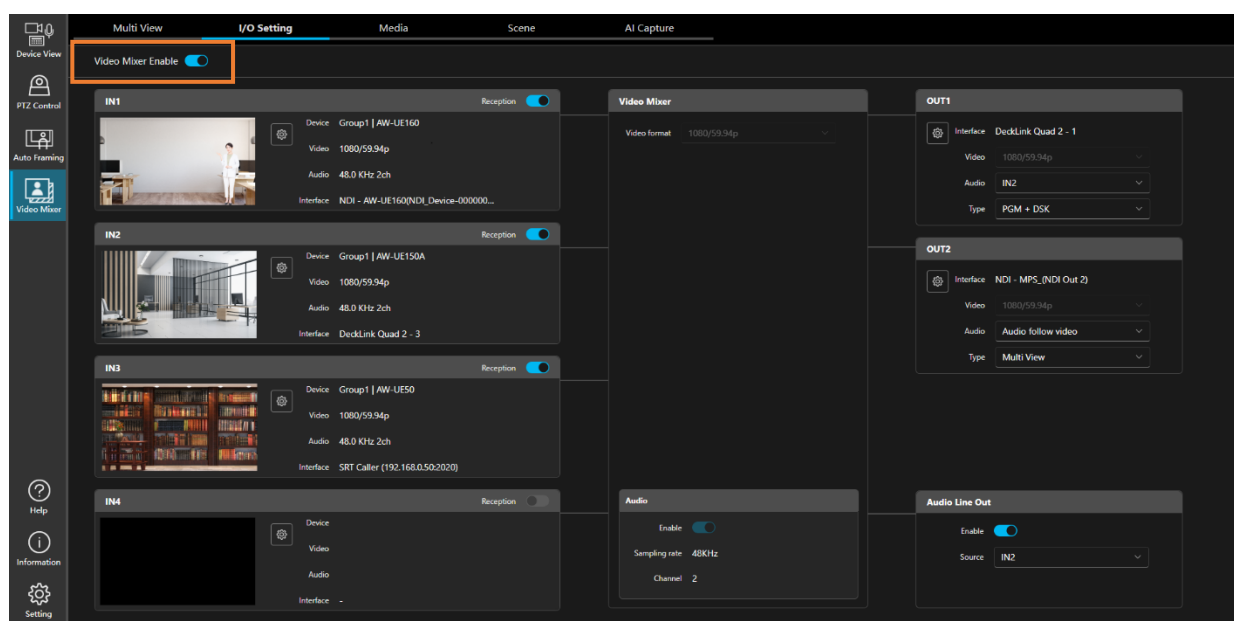 Multi View I/O Setting Media Scene AI Capture
Device View
PTZ Control
Auto Framing
Video Mixer
Help
Information
Setting
Video Mixer Enable
IN1 Reception
Device Group1 | AW-UE160
Video 1080/59.94p
Audio 48.0 KHz 2ch
Interface NDI - AW-UE160(NDI_Device-000000...
IN2 Reception
Device Group1 | AW-UE150A
Video 1080/59.94p
Audio 48.0 KHz 2ch
Interface DeckLink Quad 2 - 3
IN3 Reception
Device Group1 | AW-UE50
Video 1080/59.94p
Audio 48.0 KHz 2ch
Interface SRT Caller (192.168.0.50:2020)
IN4 Reception
Device
Video
Audio
Interface -
Video Mixer
Video format 1080/59.94p
Audio
Enable
Sampling rate 48KHz
Channel 2
OUT1
Interface DeckLink Quad 2 - 1
Video 1080/59.94p
Audio IN2
Type PGM + DSK
OUT2
Interface NDI - MPS_(NDI Out 2)
Video 1080/59.94p
Audio Audio follow video
Type Multi View
Audio Line Out
Enable
Source IN2